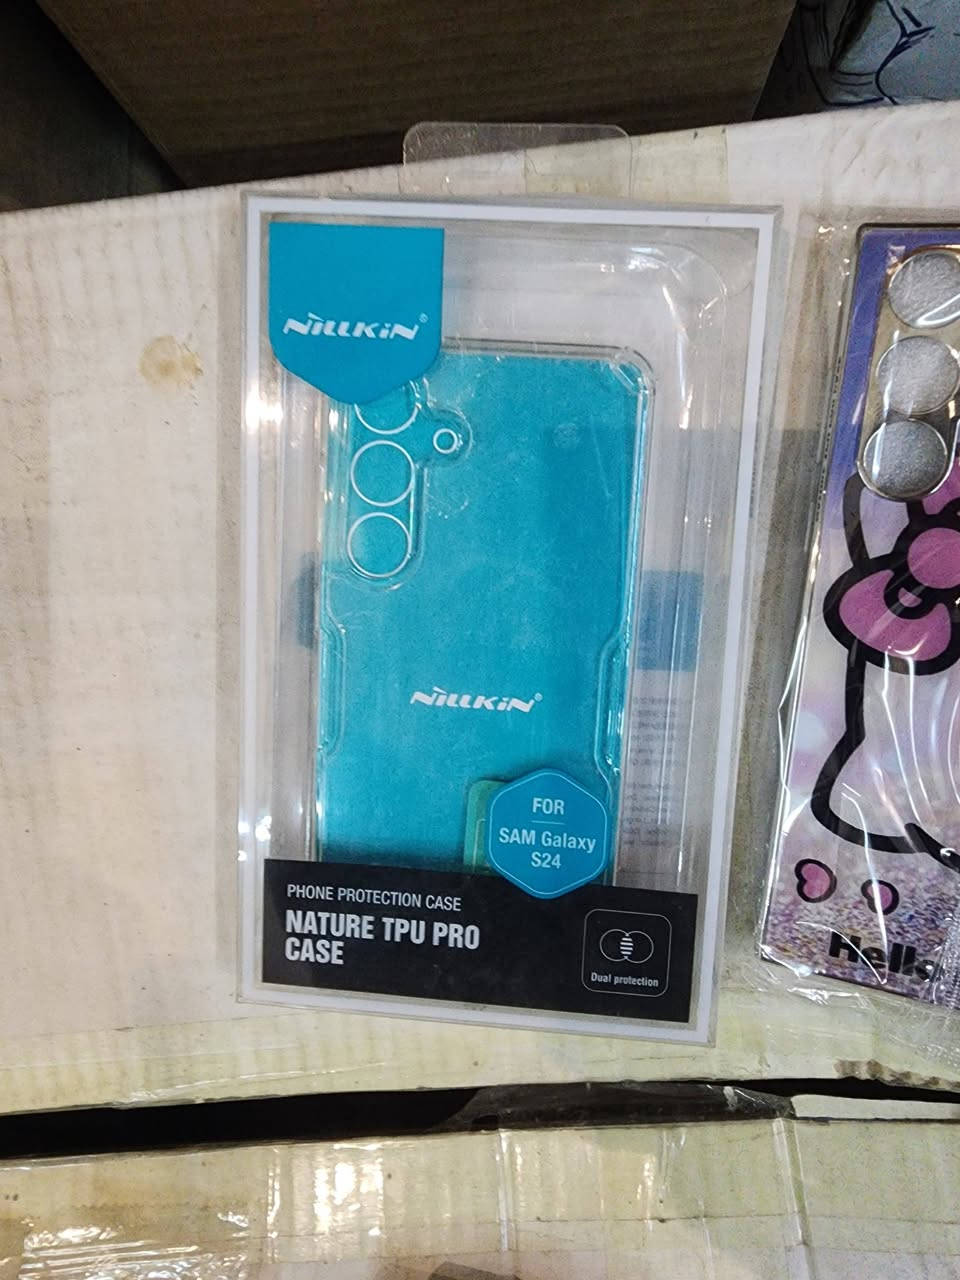 NiLLKiN®
NiLLKiN®
FOR
SAM Galaxy
S24
PHONE PROTECTION CASE
NATURE TPU PRO
CASE
Dual protection
Hello